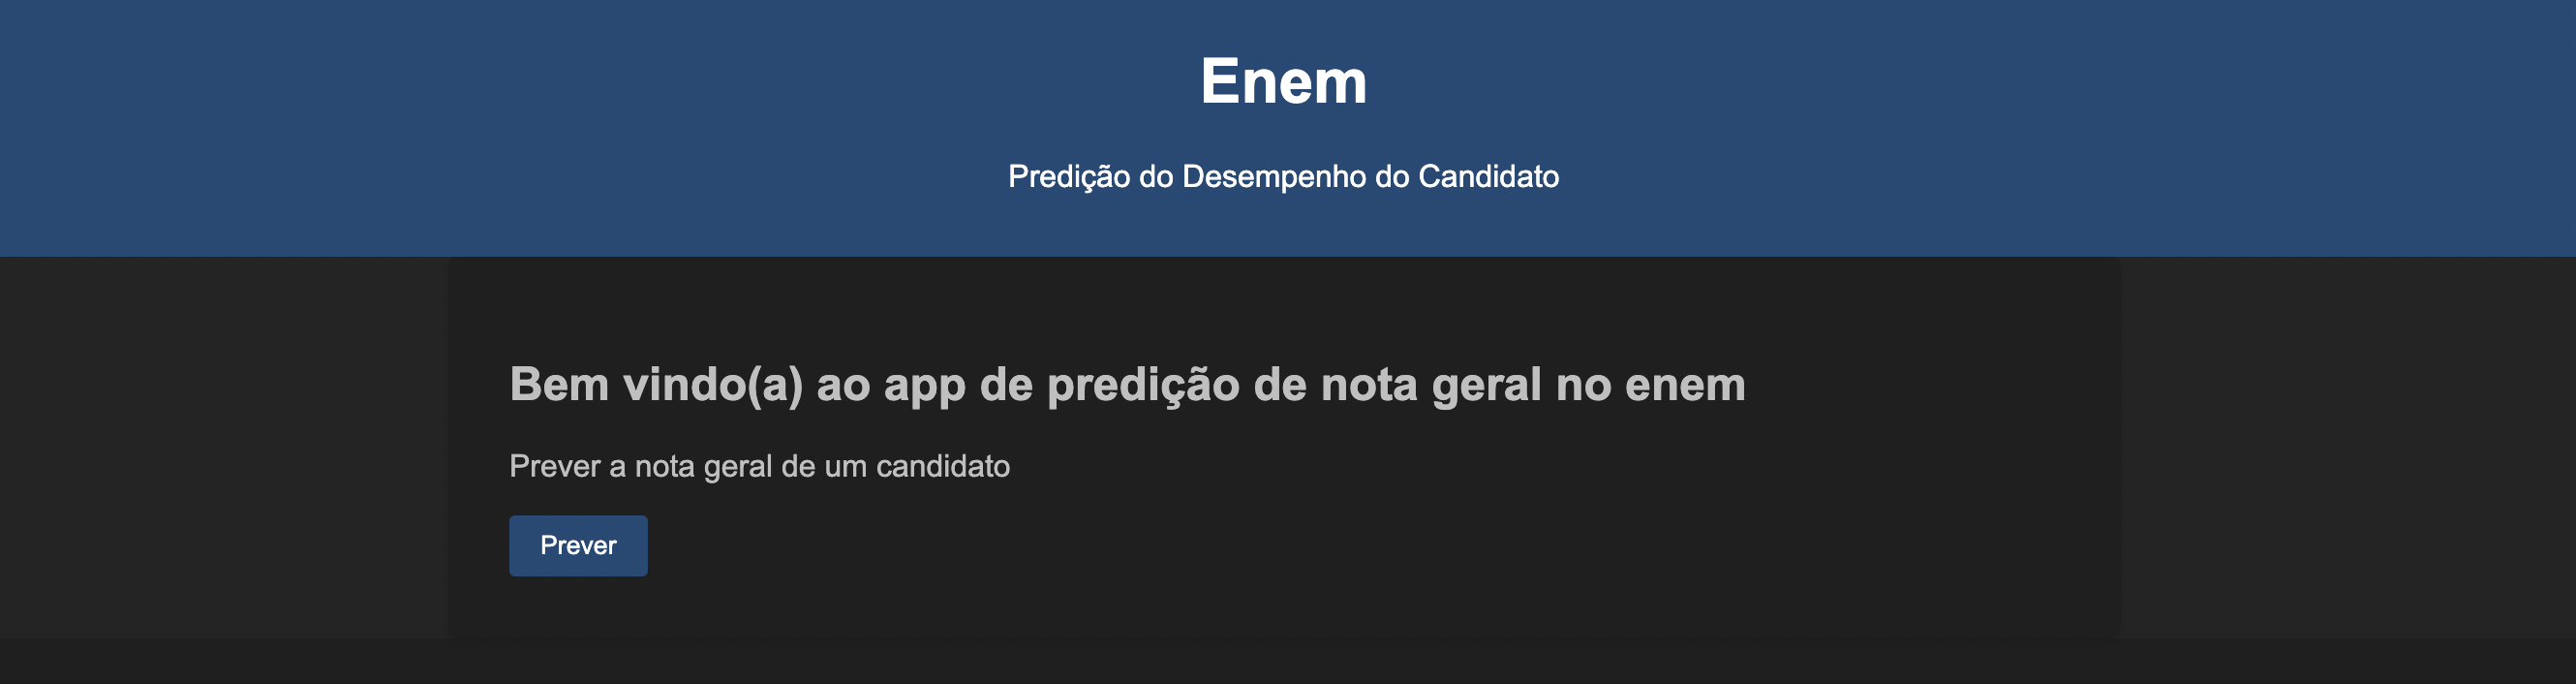 Enem
Predição do Desempenho do Candidato
Bem vindo(a) ao app de predição de nota geral no enem
Prever a nota geral de um candidato
Prever